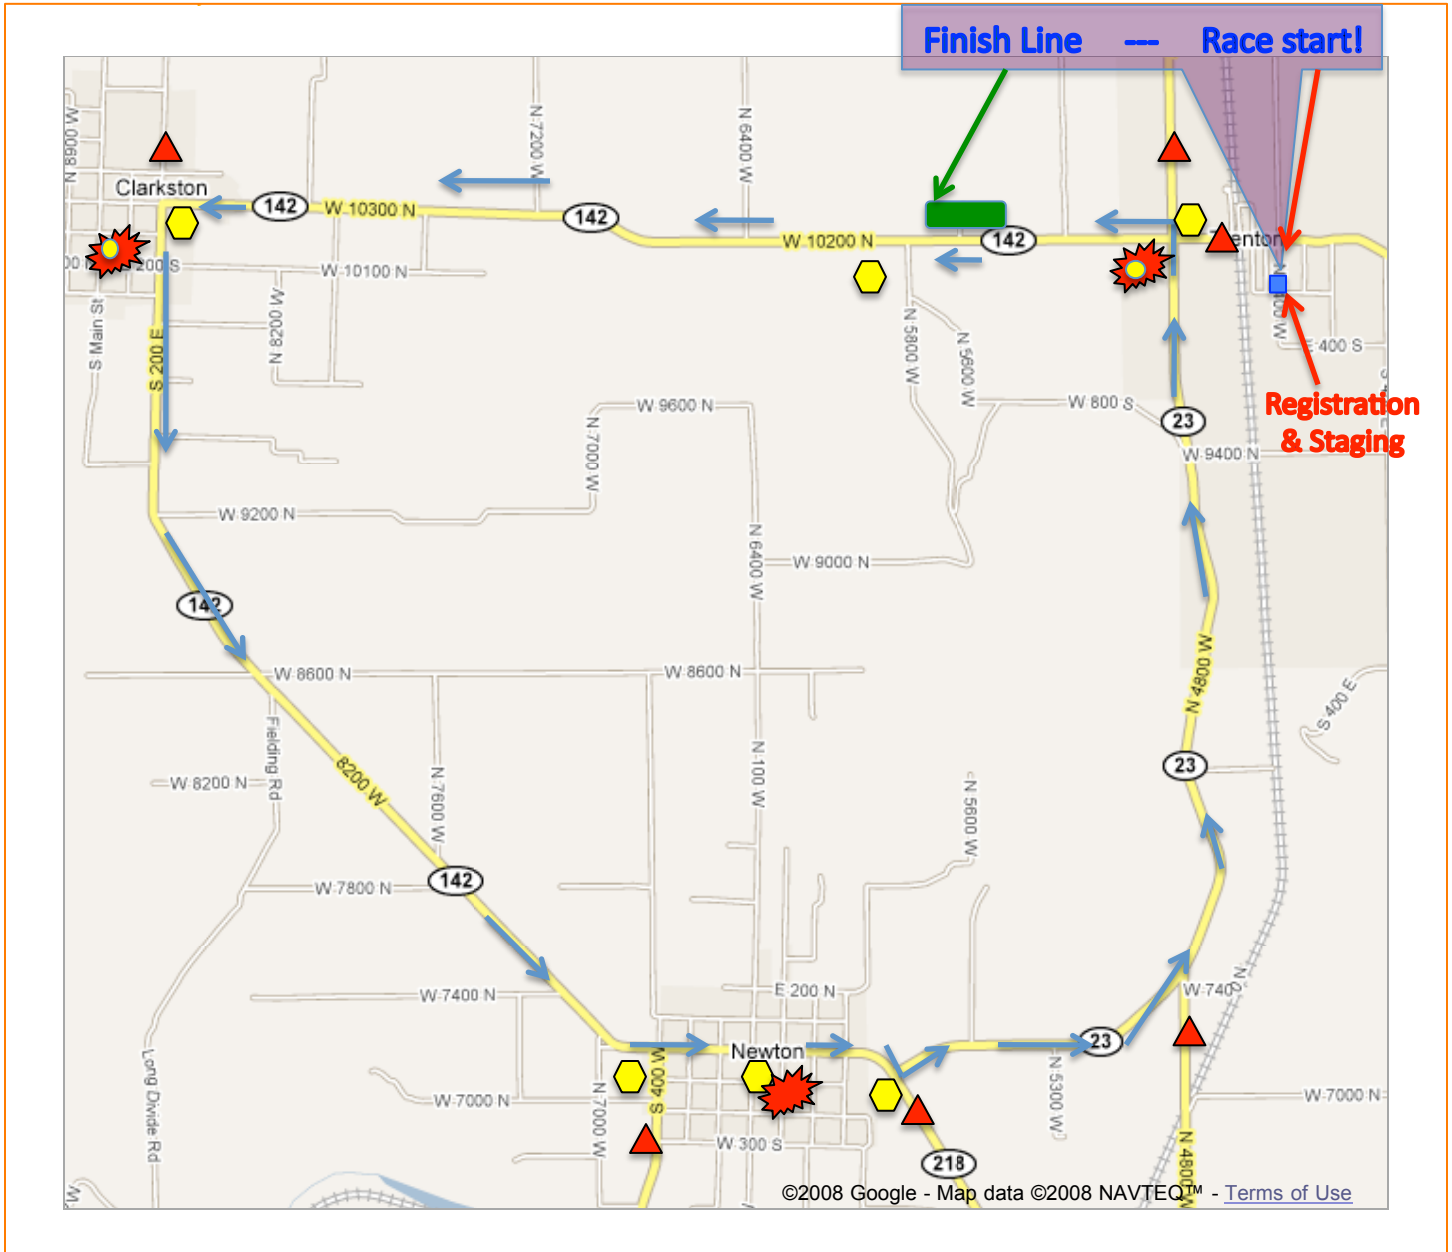 Finish Line --- Race start!
N 8900 W
N 7200 W
N 6400 W
Clarkston
142
W 10300 N
142
W 10200 N
142
Trenton
200 S
W 10100 N
S Main St
S 200 E
N 8200 W
N 5800 W
N 5600 W
E 400 S
Registration
& Staging
W 9600 N
W 800 S
23
N 7000 W
W 9400 N
W 9200 N
N 6400 W
W 9000 N
142
W 8600 N
W 8600 N
N 4800 W
S 400 E
Fielding Rd
8200 W
N 7600 W
N 100 W
23
W 8200 N
N 5600 W
W 7800 N
142
W 7400 N
E 200 N
W 740
Newton
23
Long Divide Rd
N 7000 W
S 400 W
N 5300 W
W 7000 N
W 7000 N
W 300 S
218
N 4800 W
©2008 Google - Map data ©2008 NAVTEQ™ - Terms of Use